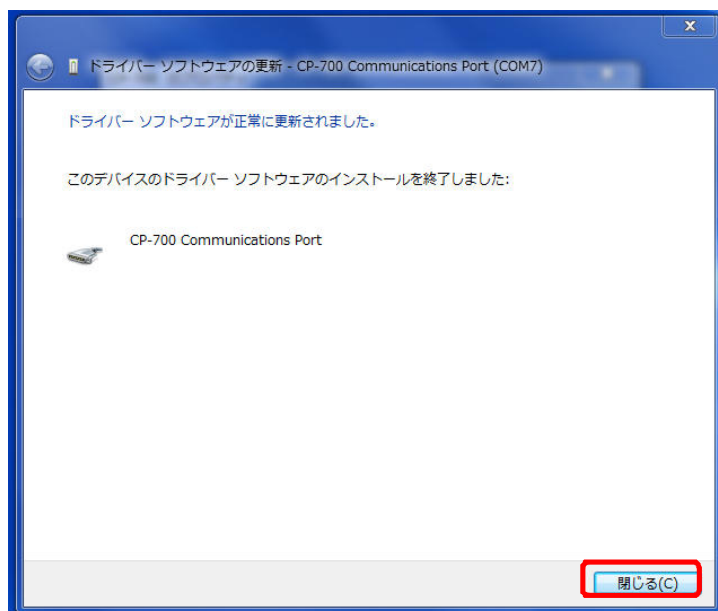 x
ドライバー ソフトウェアの更新 - CP-700 Communications Port (COM7)
ドライバー ソフトウェアが正常に更新されました。
このデバイスのドライバー ソフトウェアのインストールを終了しました:
CP-700 Communications Port
閉じる(C)